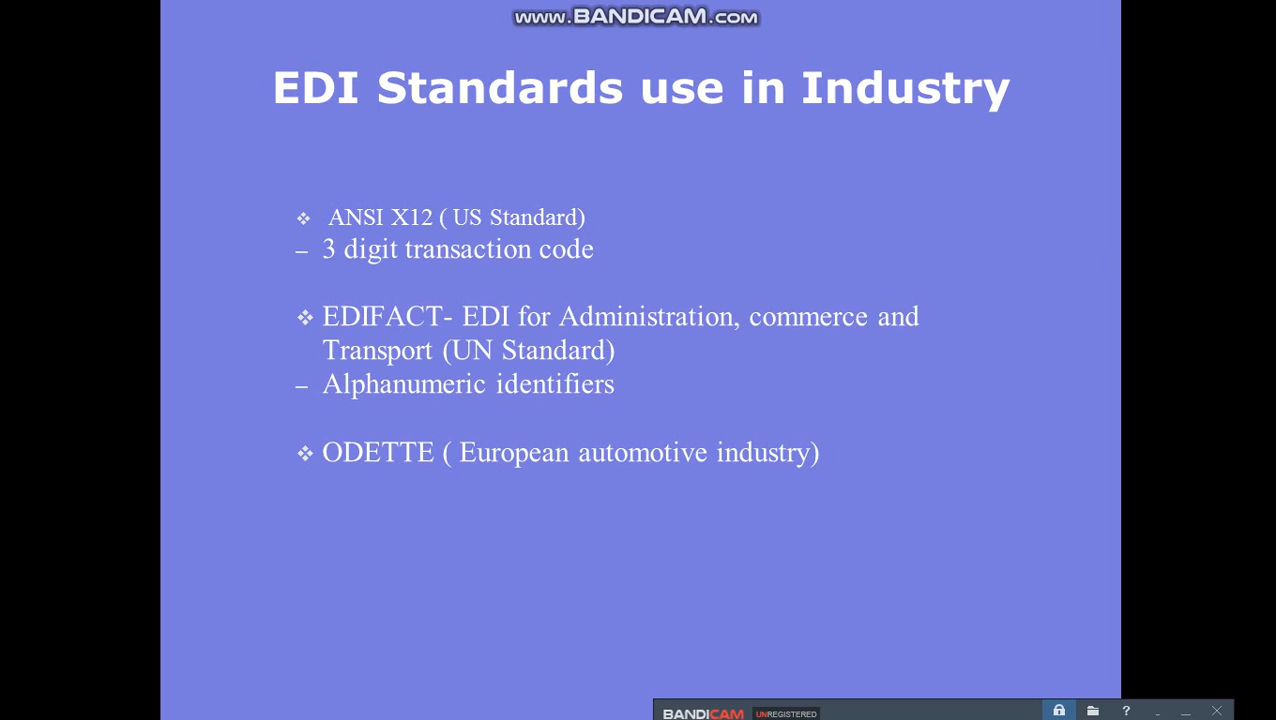 www.BANDICAM.com
EDI Standards use in Industry
❖ ANSI X12 ( US Standard)
– 3 digit transaction code
❖ EDIFACT- EDI for Administration, commerce and
Transport (UN Standard)
– Alphanumeric identifiers
❖ ODETTE ( European automotive industry)
BANDICAM UNREGISTERED ?